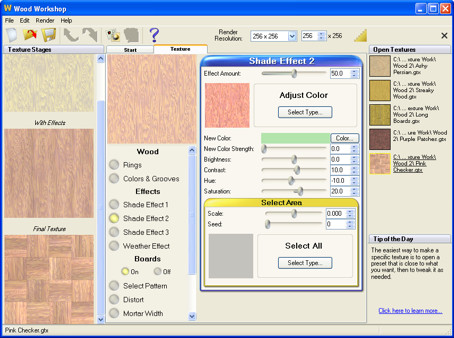 Wood Workshop
File Edit Render Help
Render Resolution: 256 x 256 256 x 256
Texture Stages
Start Texture
Open Textures
With Effects
Final Texture
Wood
Rings
Colors & Grooves
Effects
Shade Effect 1
Shade Effect 2
Shade Effect 3
Weather Effect
Boards
On Off
Select Pattern
Distort
Morter Width
Shade Effect 2
Effect Amount: 50.0
Adjust Color
Select Type...
New Color: Color...
New Color Strength: 0.0
Brightness: 0.0
Contrast: 10.0
Hue: -10.0
Saturation: 20.0
Select Area
Scale: 0.000
Seed: 0
Select All
Select Type...
C:\... xture Work\
Wood 2\ Ashy
Persian.gtx
C:\... xture Work\
Wood 2\ Streaky
Wood.gtx
C:\... exture Work\
Wood 2\ Long
Boards.gtx
C:\... ure Work\ Wood
2\ Purple Patches.gtx
C:\... xture Work\
Wood 2\ Pink
Checker.gtx
Tip of the Day
The easiest way to make a
specific texture is to open a
preset that is close to what
you want, then to tweak it as
needed.
Click here to learn more...
Pink Checker.gtx